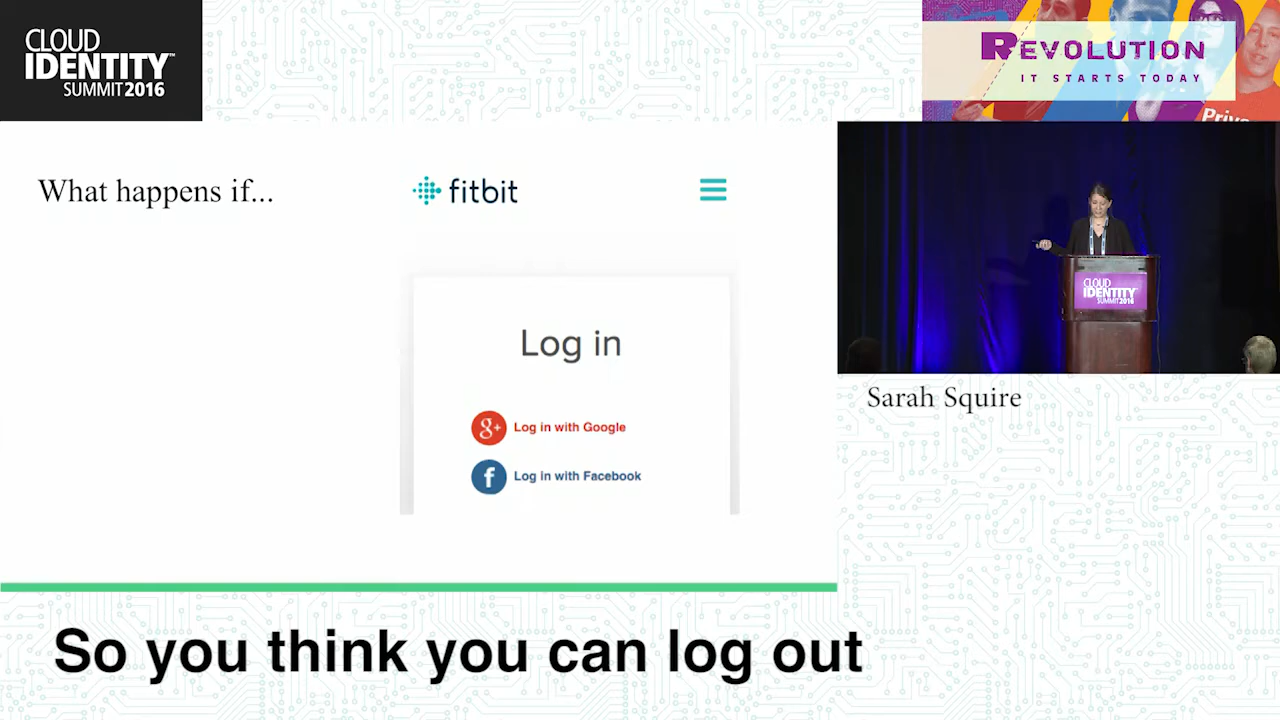 CLOUD
IDENTITY™
SUMMIT 2016
REVOLUTION
IT STARTS TODAY
What happens if...
fitbit
Log in
g+ Log in with Google
f Log in with Facebook
CLOUD
IDENTITY
SUMMIT 2016
Sarah Squire
So you think you can log out